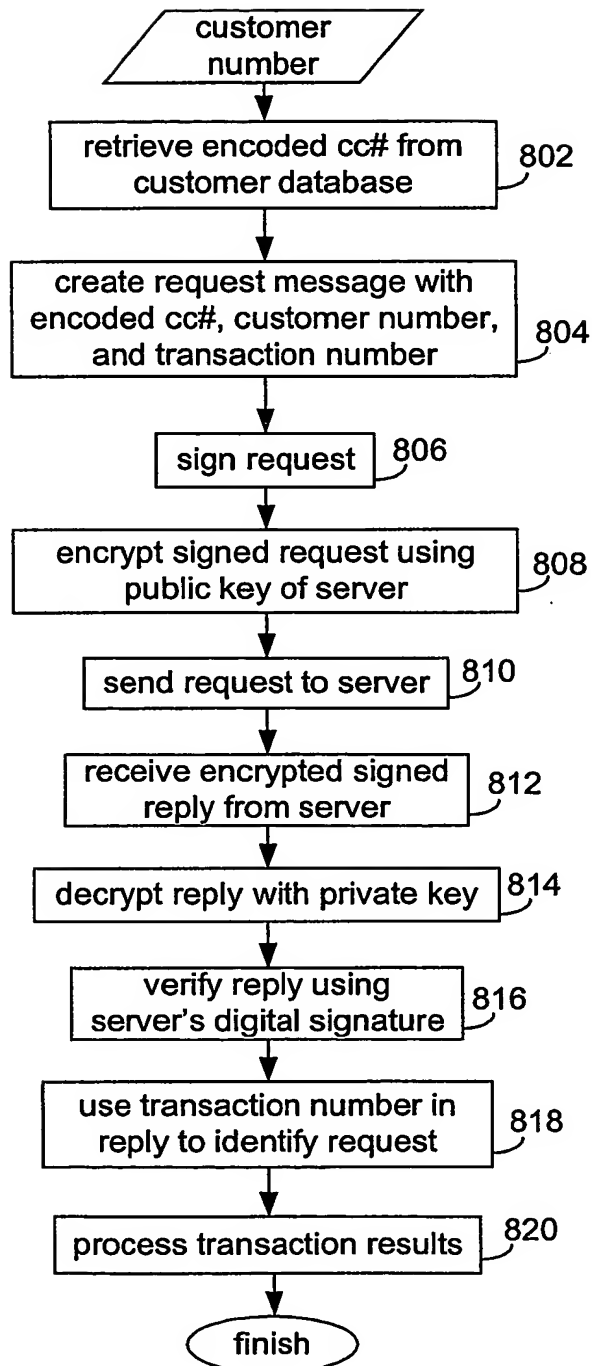 customer
number
retrieve encoded cc# from
customer database
802
create request message with
encoded cc#, customer number,
and transaction number
804
sign request
806
encrypt signed request using
public key of server
808
send request to server
810
receive encrypted signed
reply from server
812
decrypt reply with private key
814
verify reply using
server's digital signature
816
use transaction number in
reply to identify request
818
process transaction results
820
finish